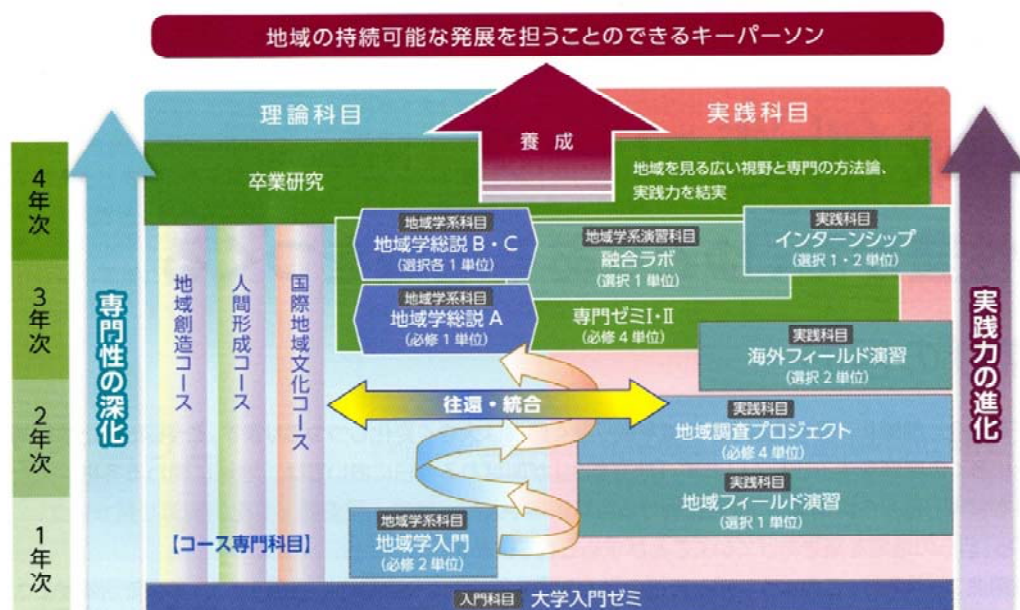 地域の持続可能な発展を担うことのできるキーパーソン
理論科目
実践科目
養成
4年次
3年次
2年次
1年次
専門性の深化
実践力の進化
卒業研究
地域を見る広い視野と専門の方法論、
実践力を結実
地域学系科目
地域学総説 B・C
(選択各1単位)
地域学系演習科目
融合ラボ
(選択1単位)
実践科目
インターンシップ
(選択1・2単位)
地域学系科目
地域学総説 A
(必修1単位)
専門ゼミⅠ・Ⅱ
(必修4単位)
実践科目
海外フィールド演習
(選択2単位)
地域創造コース
人間形成コース
国際地域文化コース
往還・統合
実践科目
地域調査プロジェクト
(必修4単位)
実践科目
地域フィールド演習
(選択1単位)
【コース専門科目】
地域学系科目
地域学入門
(必修2単位)
入門科目 大学入門ゼミ